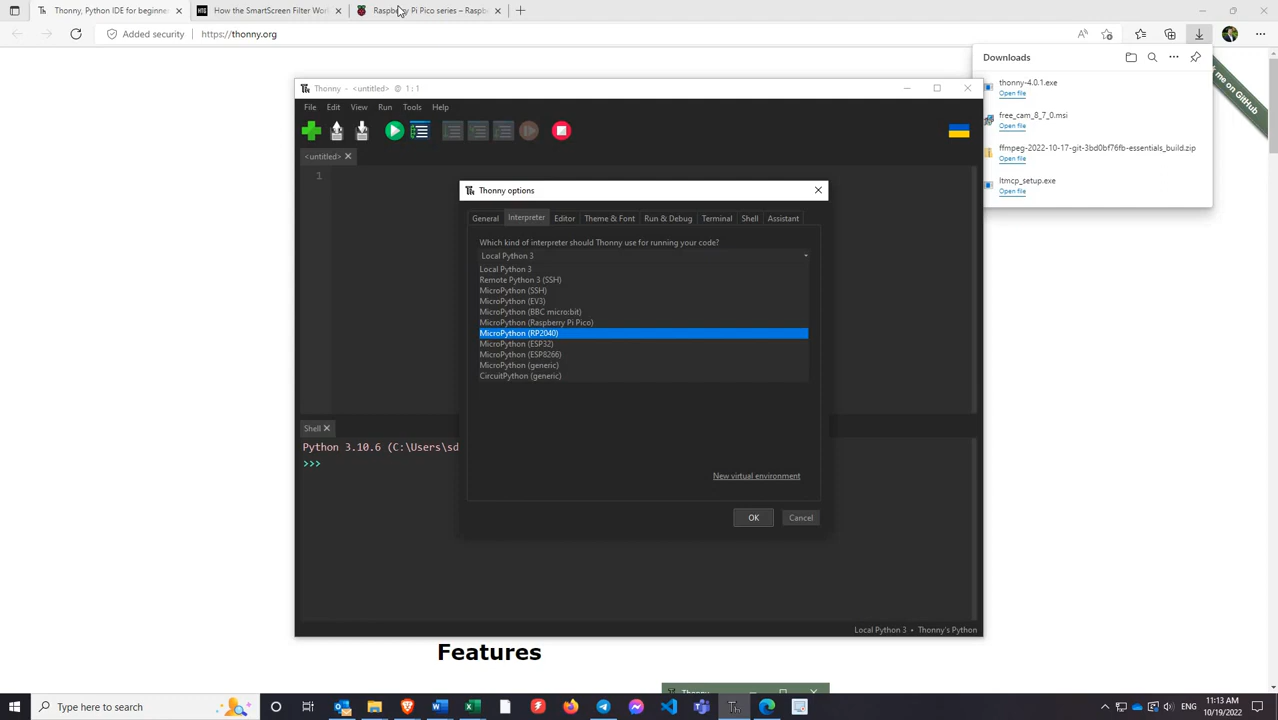 Thonny, Python IDE for beginner
How the SmartScreen Filter Wor
Raspberry Pi Pico series – Raspb
Added security
https://thonny.org
Downloads
thonny-4.0.1.exe
Open file
free_cam_8_7_0.msi
Open file
ffmpeg-2022-10-17-git-3bd0bf76fb-essentials_build.zip
Open file
ltmcp_setup.exe
Open file
k me on GitHub
Thonny - <untitled> @ 1 : 1
File Edit View Run Tools Help
<untitled>
1
Thonny options
General Interpreter Editor Theme & Font Run & Debug Terminal Shell Assistant
Which kind of interpreter should Thonny use for running your code?
Local Python 3
Local Python 3
Remote Python 3 (SSH)
MicroPython (SSH)
MicroPython (EV3)
MicroPython (BBC micro:bit)
MicroPython (Raspberry Pi Pico)
MicroPython (RP2040)
MicroPython (ESP32)
MicroPython (ESP8266)
MicroPython (generic)
CircuitPython (generic)
New virtual environment
OK Cancel
Shell
Python 3.10.6 (C:\Users\sd
>>>
Local Python 3 • Thonny's Python
Features
Thonny
Type here to search
11:13 AM
10/19/2022